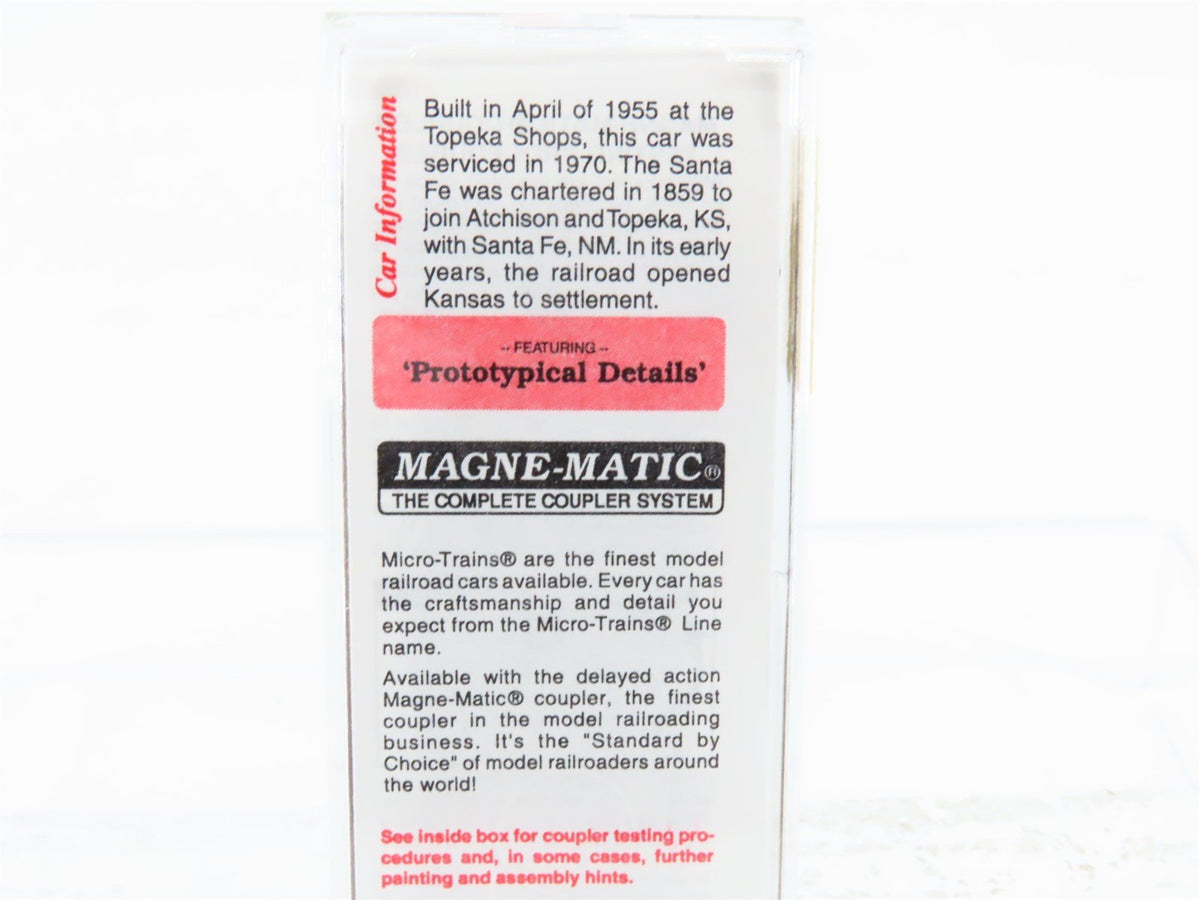 Car Information
Built in April of 1955 at the
Topeka Shops, this car was
serviced in 1970. The Santa
Fe was chartered in 1859 to
join Atchison and Topeka, KS,
with Santa Fe, NM. In its early
years, the railroad opened
Kansas to settlement.
-- FEATURING --
'Prototypical Details'
MAGNE-MATIC®
THE COMPLETE COUPLER SYSTEM
Micro-Trains® are the finest model
railroad cars available. Every car has
the craftsmanship and detail you
expect from the Micro-Trains® Line
name.
Available with the delayed action
Magne-Matic® coupler, the finest
coupler in the model railroading
business. It's the "Standard by
Choice" of model railroaders around
the world!
See inside box for coupler testing pro-
cedures and, in some cases, further
painting and assembly hints.